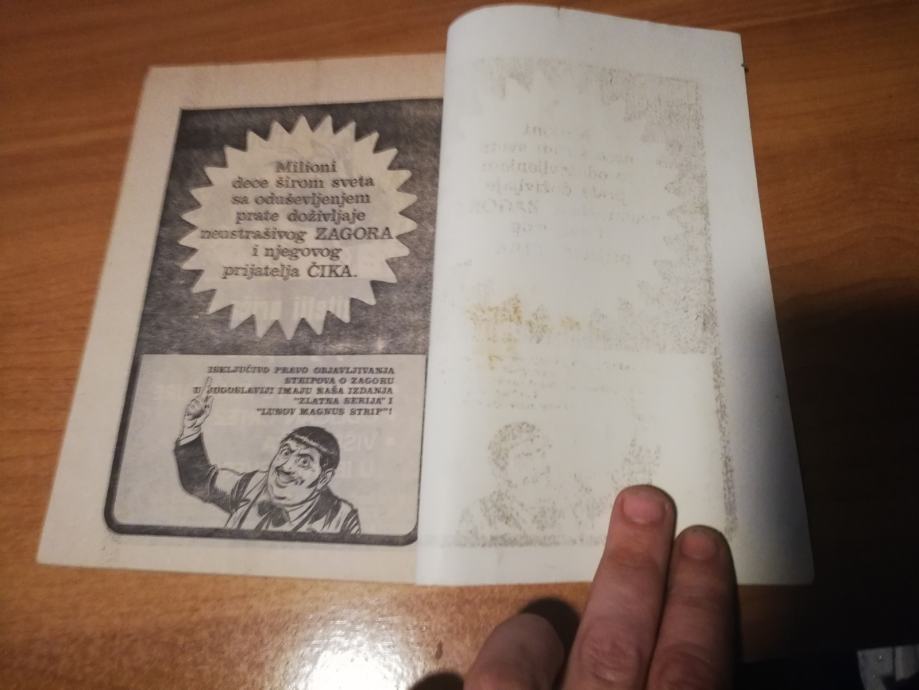 Milioni
dece širom sveta
sa oduševljenjem
prate doživljaje
neustrašivog ZAGORA
i njegovog
prijatelja ČIKA.
ISKLJUČIVO PRAVO OBJAVLJIVANJA
STRIPOVA O ZAGORU
U JUGOSLAVIJI IMAJU NAŠA IZDANJA
"ZLATNA SERIJA" I
"LUNOV MAGNUS STRIP"!